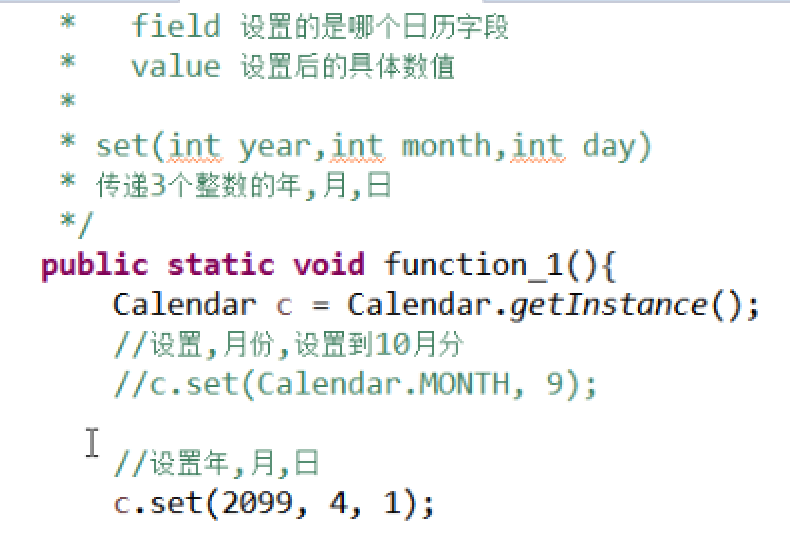 *   field 设置的是哪个日历字段
*   value 设置后的具体数值
*
* set(int year,int month,int day)
* 传递3个整数的年,月,日
*/
public static void function_1(){
Calendar c = Calendar.getInstance();
//设置,月份,设置到10月分
//c.set(Calendar.MONTH, 9);
//设置年,月,日
c.set(2099, 4, 1);